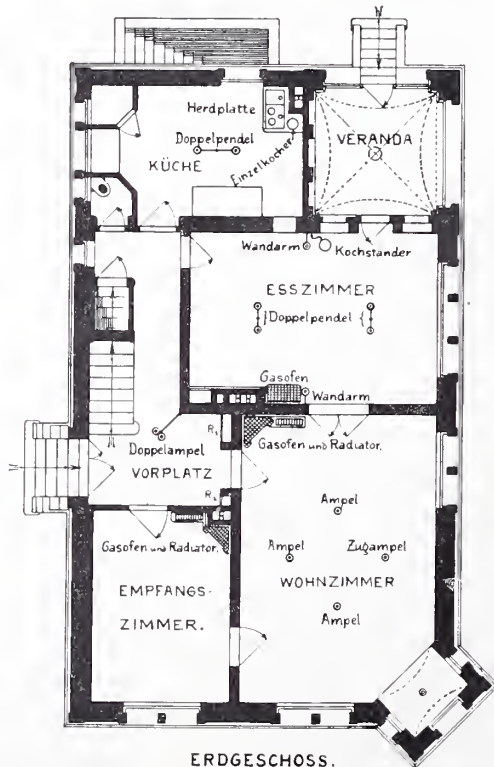 N
Herdplatte
Doppelpendel
KÜCHE
Einzelkocher
VERANDA
Wandarm
Kochständer
ESSZIMMER
Doppelpendel
Gasofen
Wandarm
R.
Gasofen und Radiator.
Doppelampel
VORPLATZ
N
R.
Ampel
Gasofen und Radiator.
Ampel
Zugampel
EMPFANGS-
ZIMMER.
WOHNZIMMER
Ampel
ERDGESCHOSS.